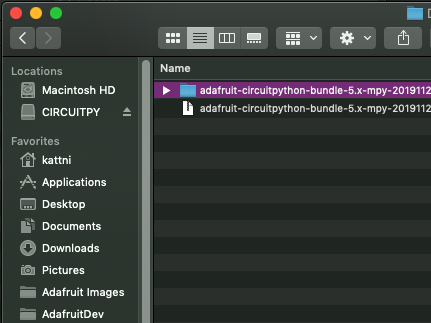 D
Name
Locations
Macintosh HD
CIRCUITPY
Favorites
kattni
Applications
Desktop
Documents
Downloads
Pictures
Adafruit Images
AdafruitDev
adafruit-circuitpython-bundle-5.x-mpy-2019112
adafruit-circuitpython-bundle-5.x-mpy-2019112